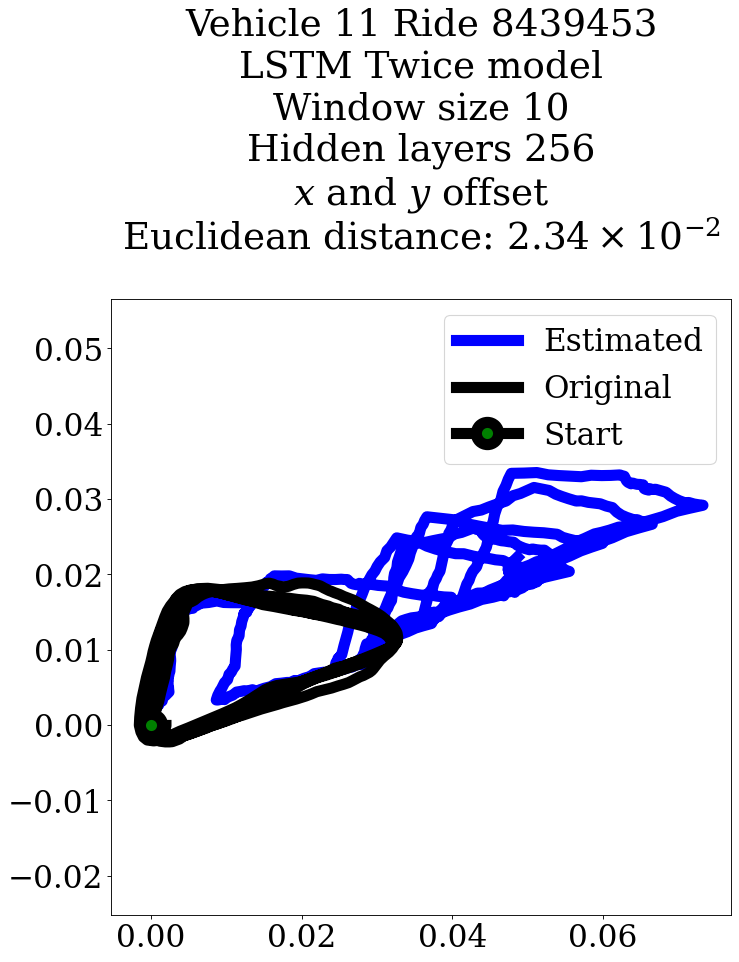 Vehicle 11 Ride 8439453
LSTM Twice model
Window size 10
Hidden layers 256
x and y offset
Euclidean distance: 2.34 × 10⁻²
Estimated
Original
Start
0.05
0.04
0.03
0.02
0.01
0.00
−0.01
−0.02
0.00 0.02 0.04 0.06